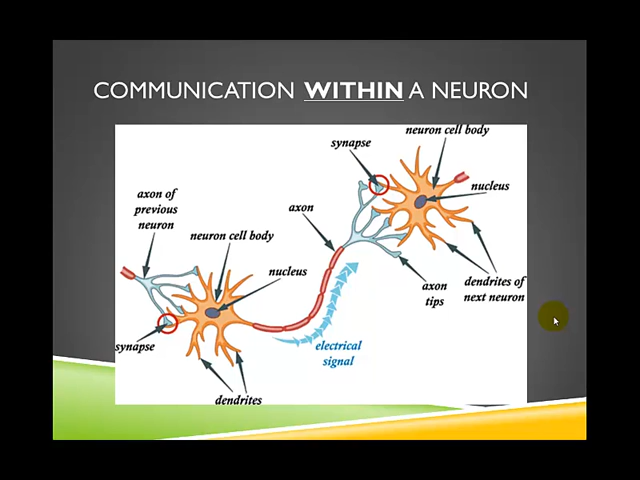 COMMUNICATION WITHIN A NEURON
neuron cell body
synapse
nucleus
axon of
previous
neuron
axon
neuron cell body
nucleus
dendrites of
next neuron
axon
tips
synapse
electrical
signal
dendrites